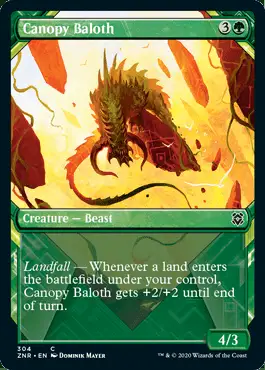 Canopy Baloth
3
Creature — Beast
Landfall — Whenever a land enters
the battlefield under your control,
Canopy Baloth gets +2/+2 until end
of turn.
4/3
304 C
ZNR • EN DOMINIK MAYER
™ & © 2020 Wizards of the Coast